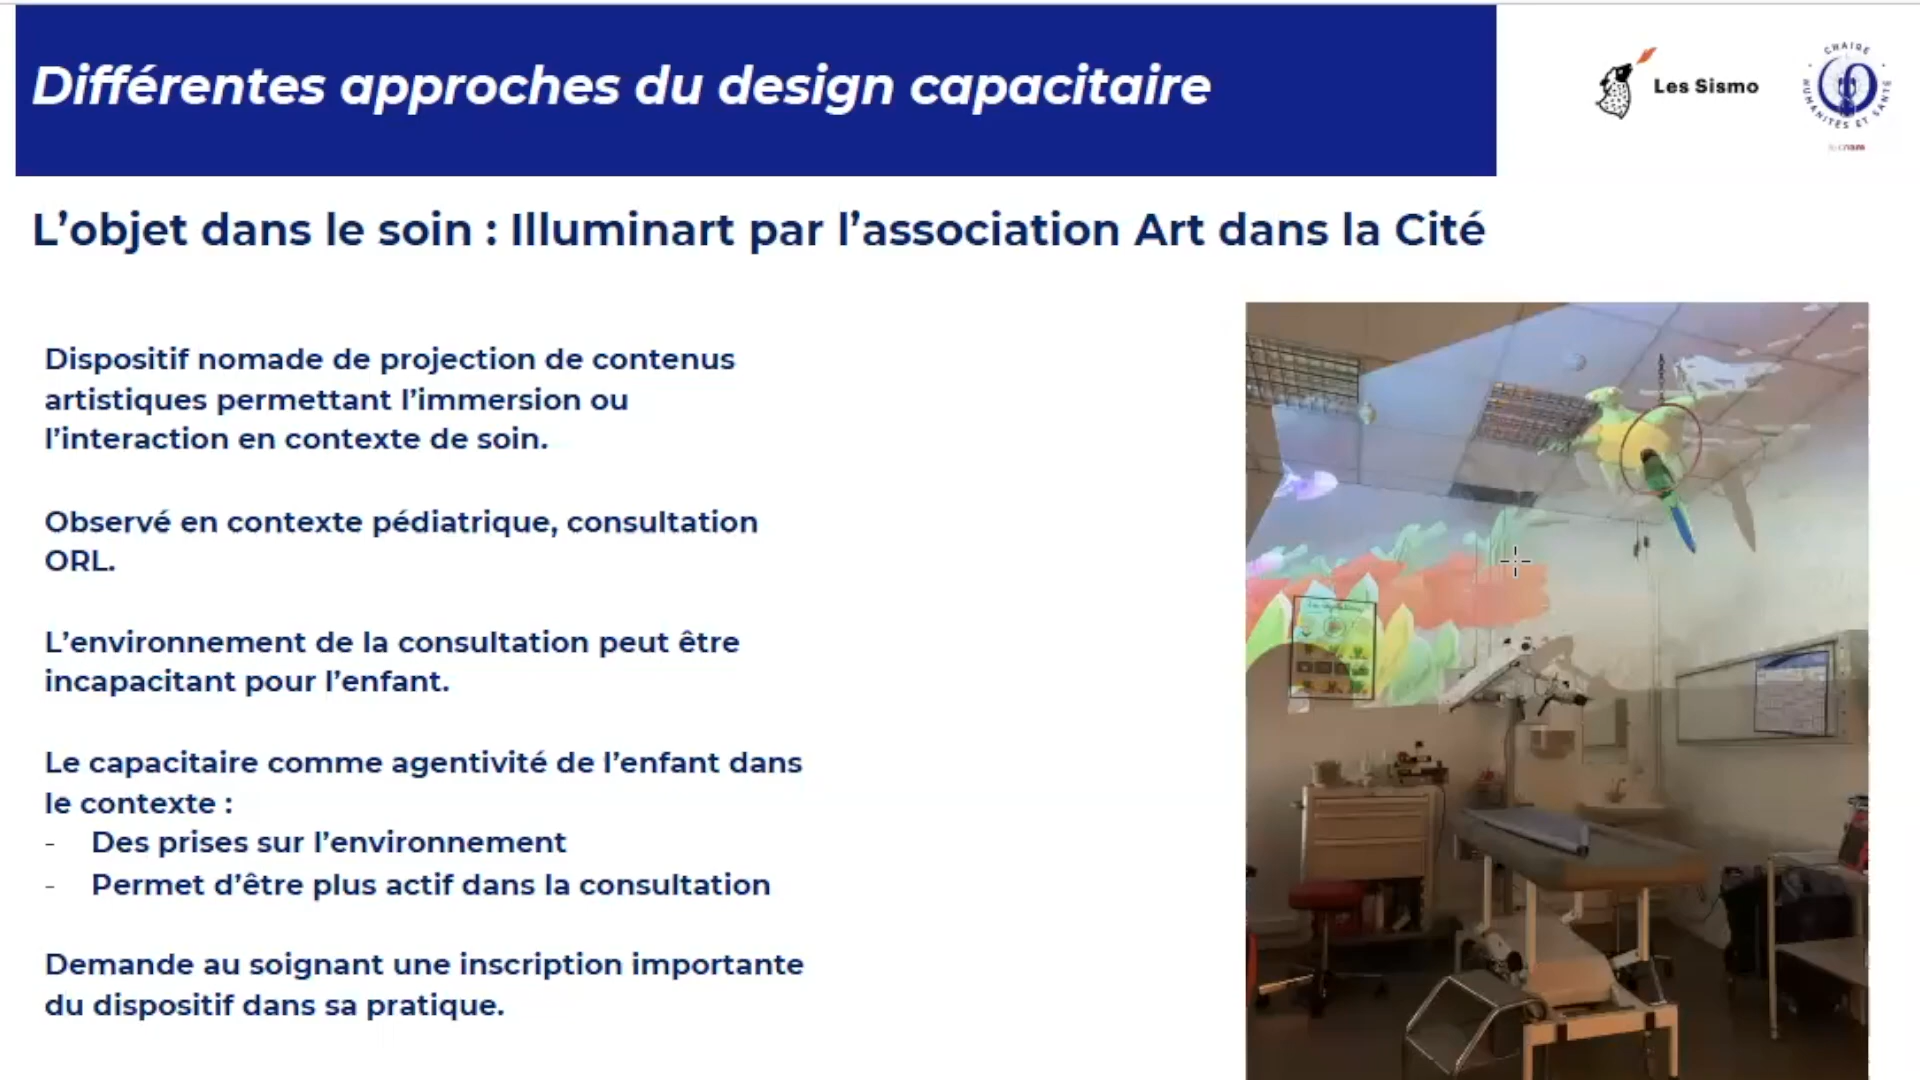 Différentes approches du design capacitaire
Les Sismo
CHAIRE
HUMANITÉS ET SANTÉ
L’objet dans le soin : Illuminart par l’association Art dans la Cité
Dispositif nomade de projection de contenus
artistiques permettant l’immersion ou
l’interaction en contexte de soin.
Observé en contexte pédiatrique, consultation
ORL.
L’environnement de la consultation peut être
incapacitant pour l’enfant.
Le capacitaire comme agentivité de l’enfant dans
le contexte :
- Des prises sur l’environnement
- Permet d’être plus actif dans la consultation
Demande au soignant une inscription importante
du dispositif dans sa pratique.